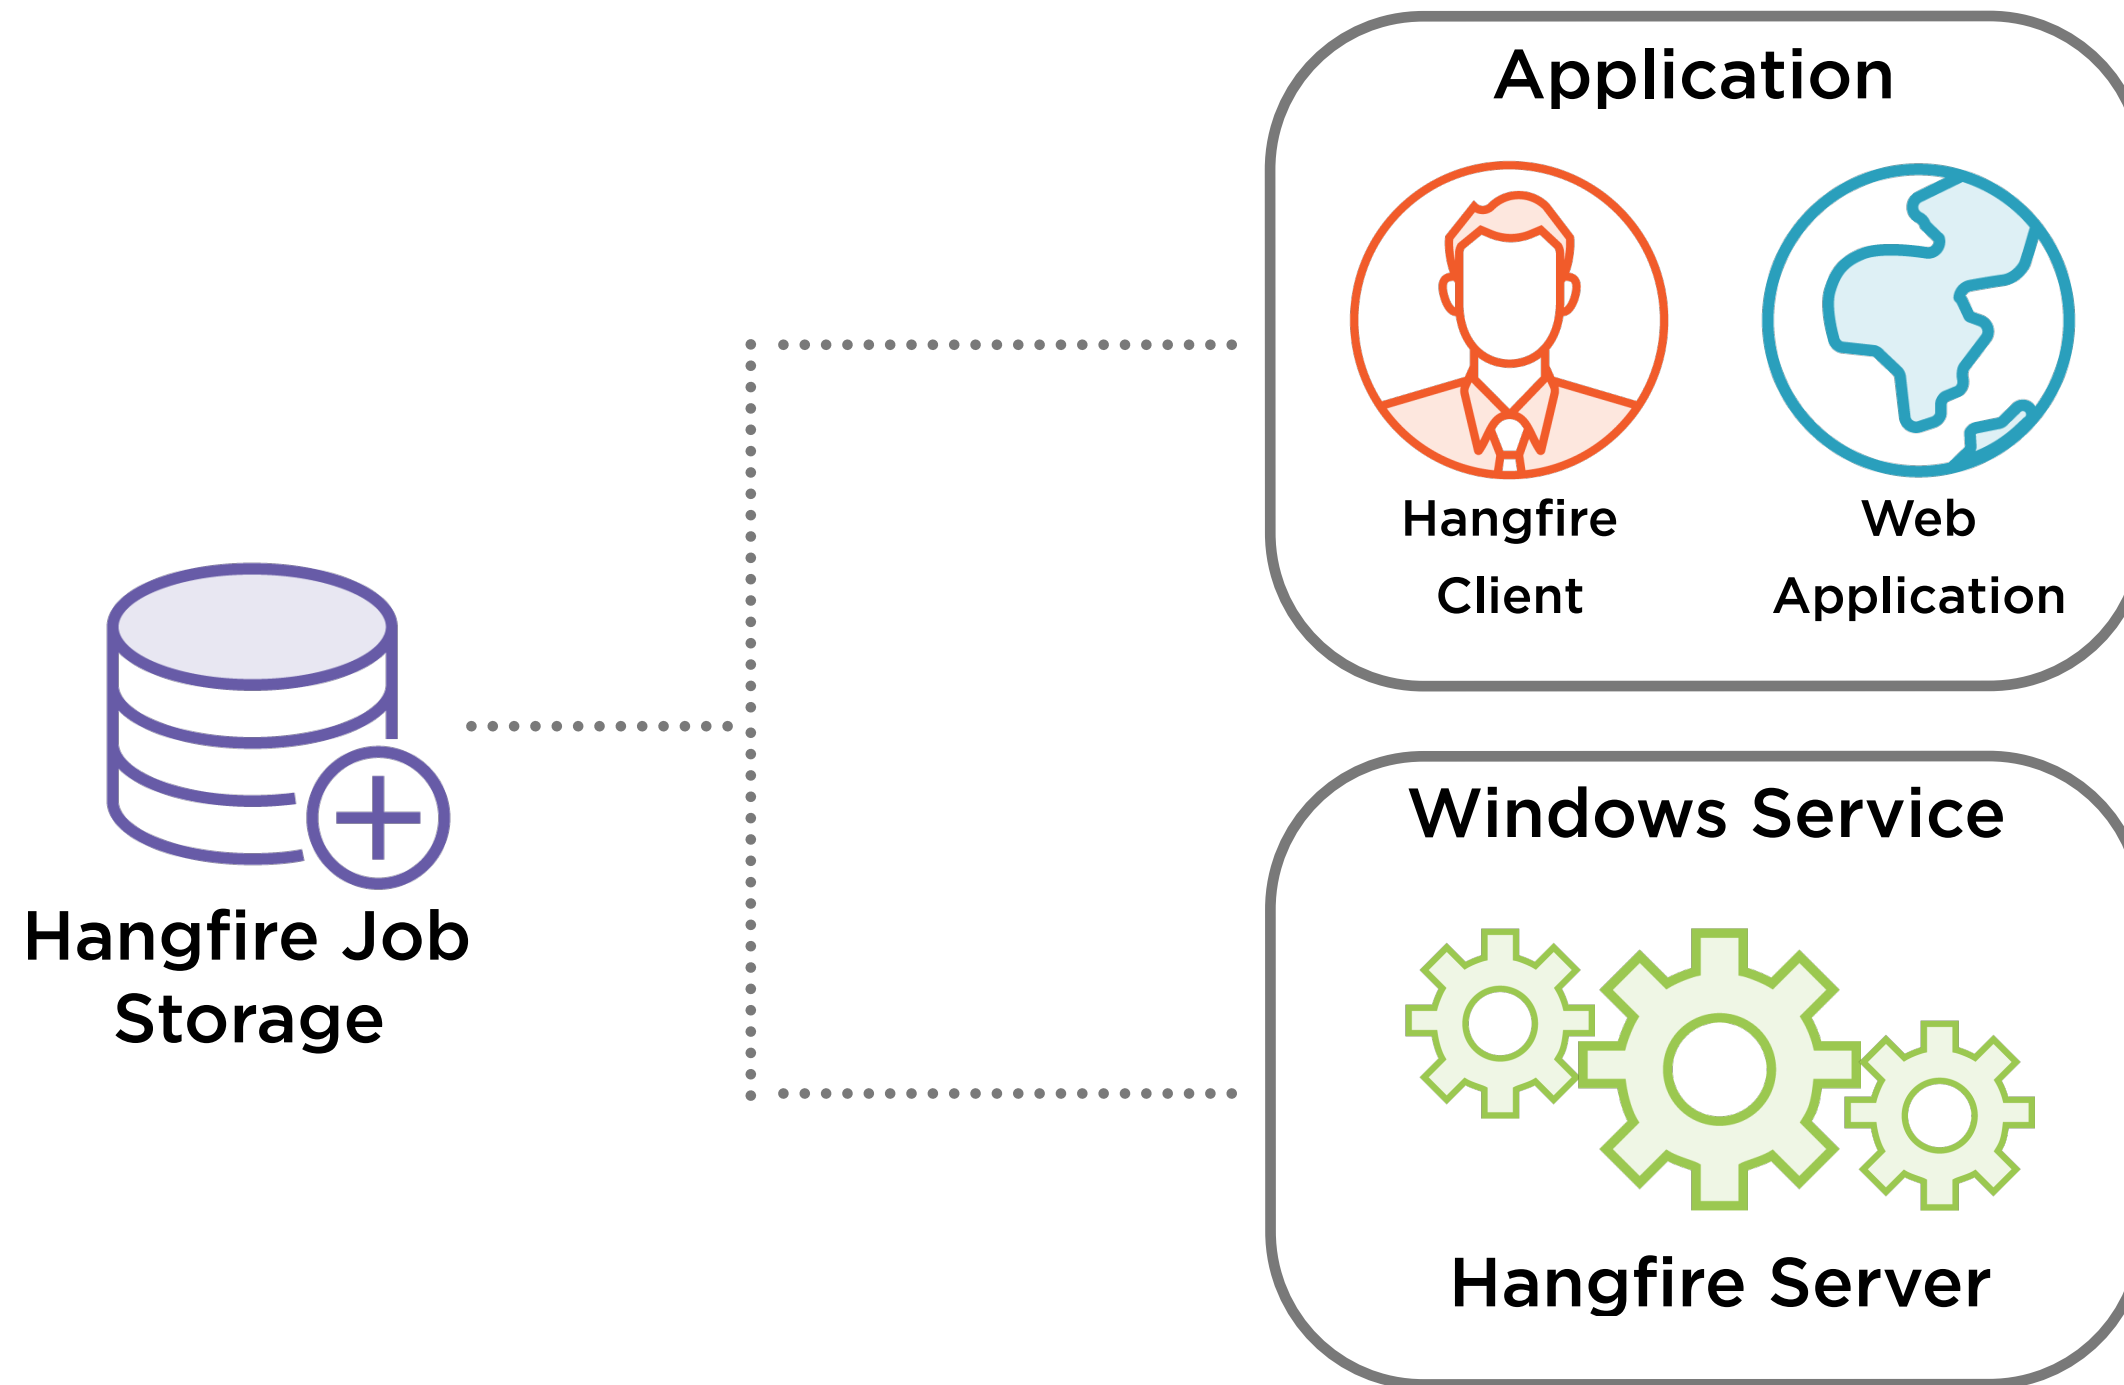 Application
Hangfire
Client
Web
Application
Hangfire Job
Storage
Windows Service
Hangfire Server